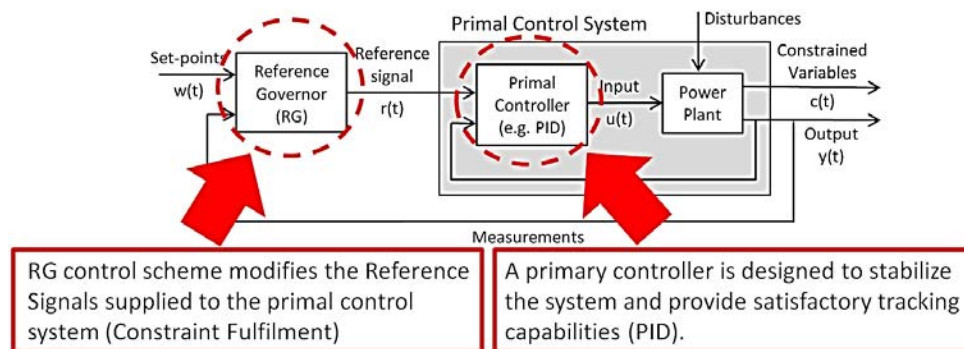 Primal Control System
Disturbances
Set-points
w(t)
Reference
Governor
(RG)
Reference
signal
r(t)
Primal
Controller
(e.g. PID)
Input
u(t)
Power
Plant
Constrained
Variables
c(t)
Output
y(t)
Measurements
RG control scheme modifies the Reference
Signals supplied to the primal control
system (Constraint Fulfilment)
A primary controller is designed to stabilize
the system and provide satisfactory tracking
capabilities (PID).